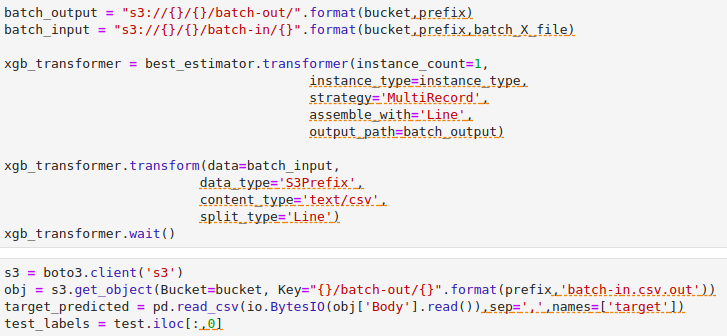 batch_output = "s3://{}/{}/batch-out/".format(bucket,prefix)
batch_input = "s3://{}/{}/batch-in/{}".format(bucket,prefix,batch_X_file)

xgb_transformer = best_estimator.transformer(instance_count=1,
                                       instance_type=instance_type,
                                       strategy='MultiRecord',
                                       assemble_with='Line',
                                       output_path=batch_output)

xgb_transformer.transform(data=batch_input,
                         data_type='S3Prefix',
                         content_type='text/csv',
                         split_type='Line')
xgb_transformer.wait()

s3 = boto3.client('s3')
obj = s3.get_object(Bucket=bucket, Key="{}/batch-out/{}".format(prefix,'batch-in.csv.out'))
target_predicted = pd.read_csv(io.BytesIO(obj['Body'].read()),sep=',',names=['target'])
test_labels = test.iloc[:,0]